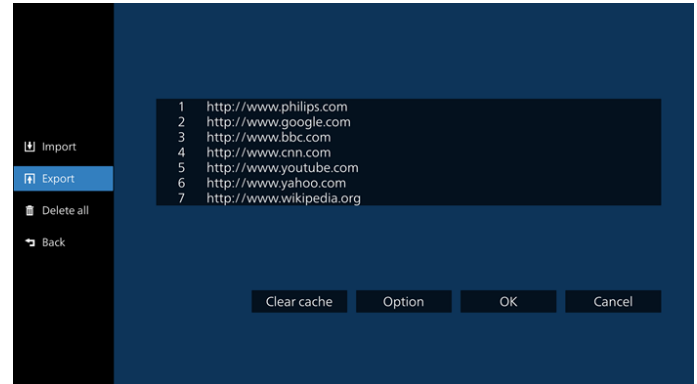 Import
Export
Delete all
Back
1 http://www.philips.com
2 http://www.google.com
3 http://www.bbc.com
4 http://www.cnn.com
5 http://www.youtube.com
6 http://www.yahoo.com
7 http://www.wikipedia.org
Clear cache Option OK Cancel